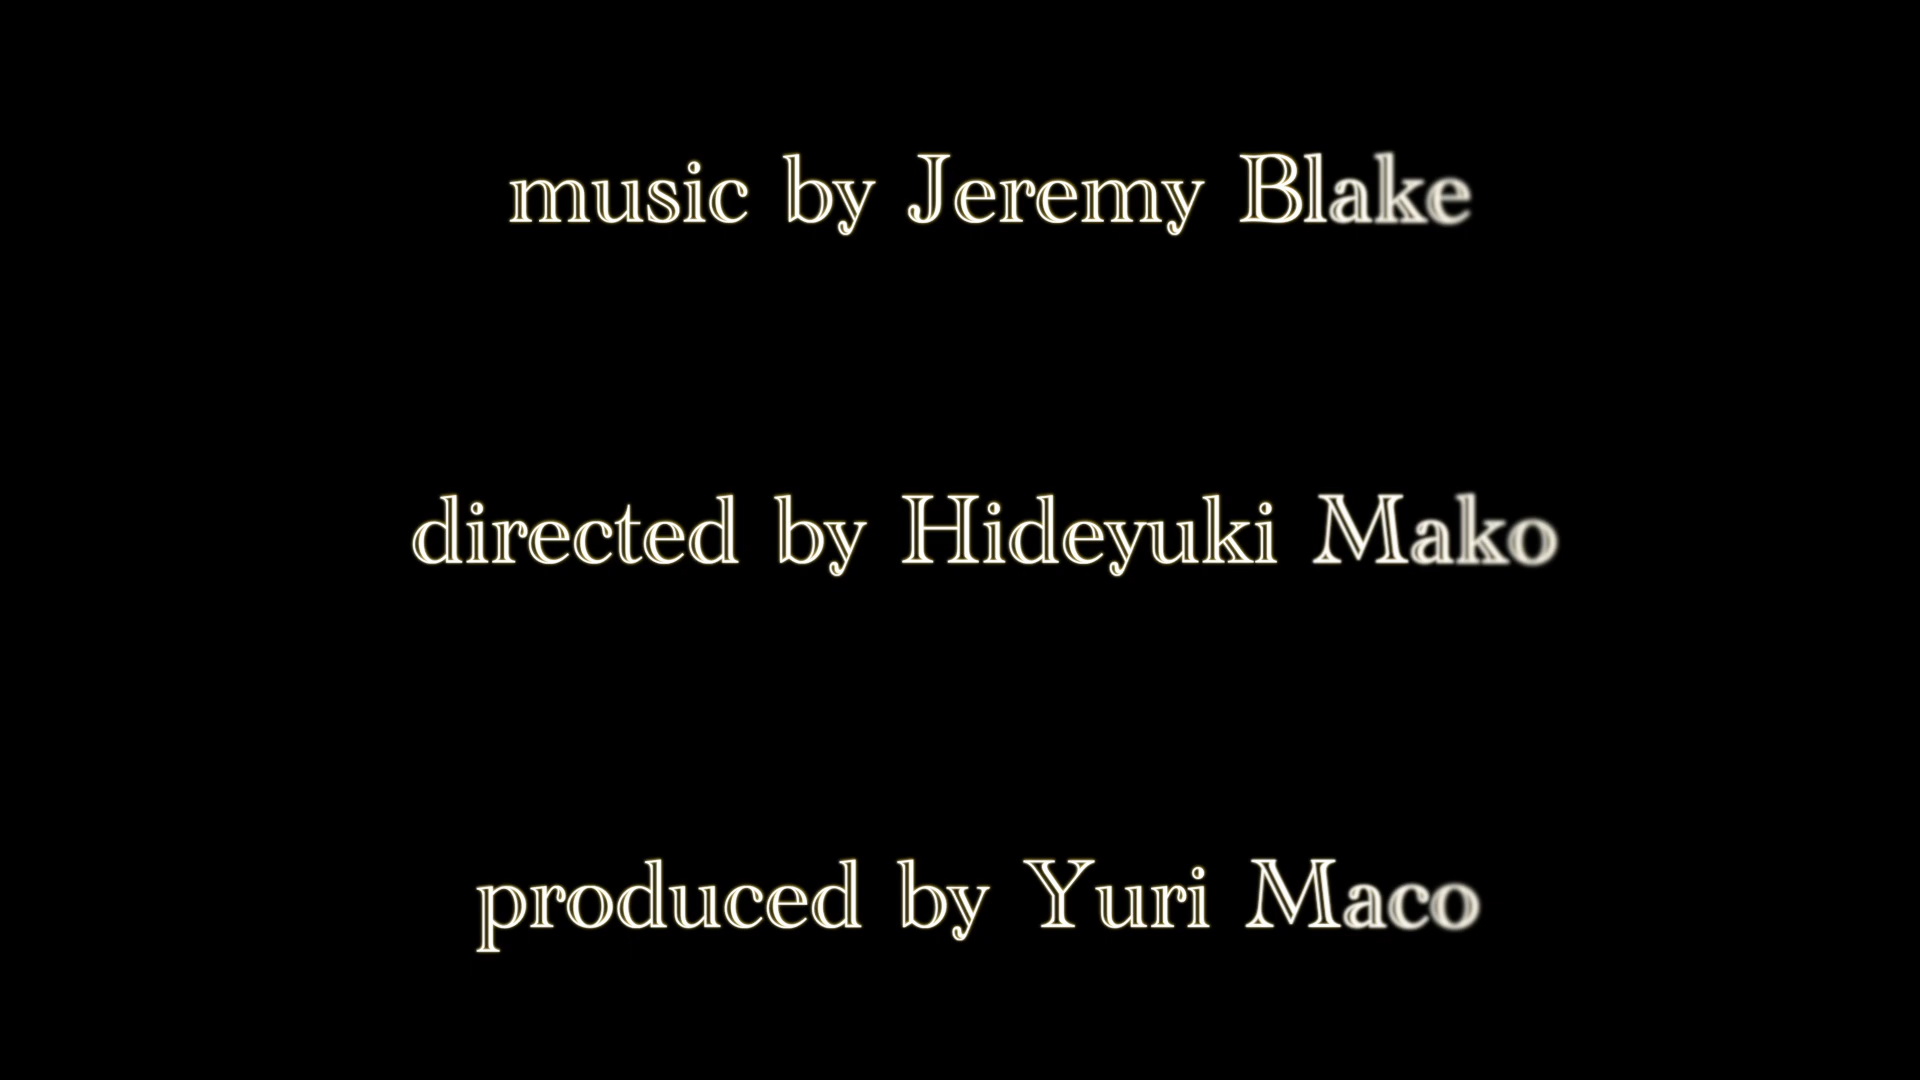 music by Jeremy Blake
directed by Hideyuki Mako
produced by Yuri Maco